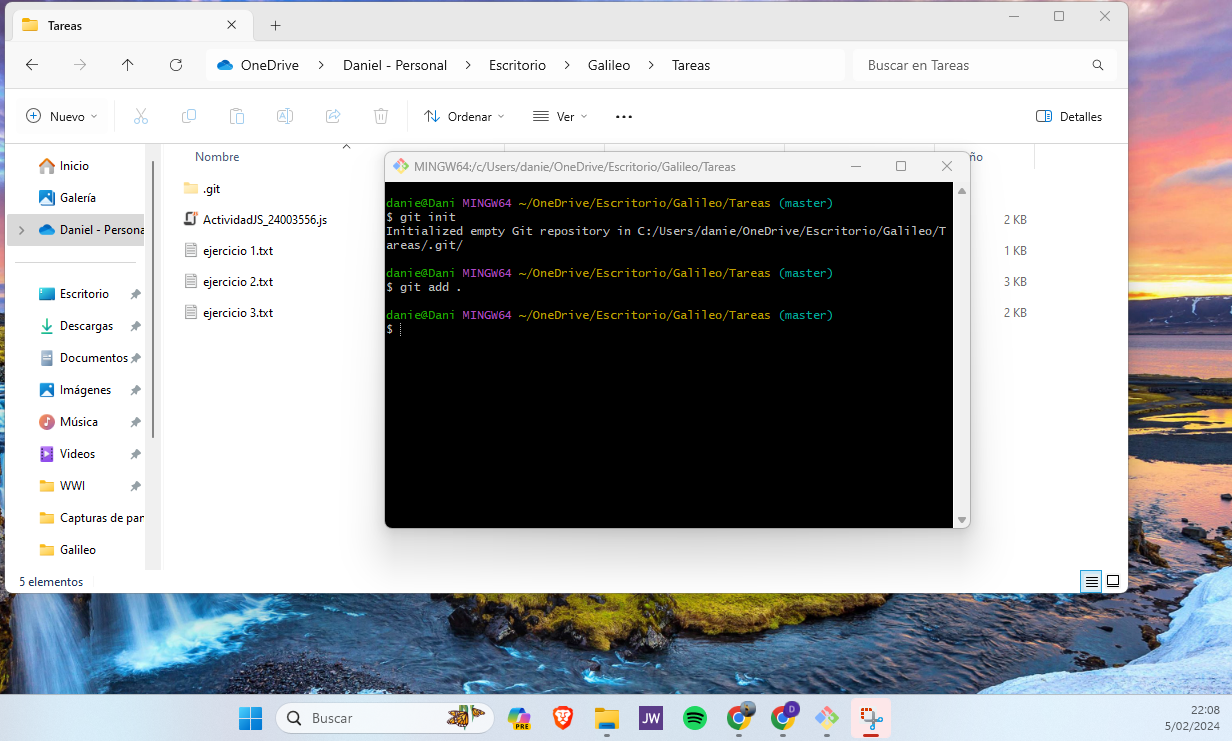 Tareas
OneDrive > Daniel - Personal > Escritorio > Galileo > Tareas
Buscar en Tareas
Nuevo
Ordenar
Ver
Detalles
Inicio
Galería
Daniel - Persona
Escritorio
Descargas
Documentos
Imágenes
Música
Videos
WWI
Capturas de par
Galileo
Nombre
ño
.git
ActividadJS_24003556.js
2 KB
ejercicio 1.txt
1 KB
ejercicio 2.txt
3 KB
ejercicio 3.txt
2 KB
MINGW64:/c/Users/danie/OneDrive/Escritorio/Galileo/Tareas
danie@Dani MINGW64 ~/OneDrive/Escritorio/Galileo/Tareas (master)
$ git init
Initialized empty Git repository in C:/Users/danie/OneDrive/Escritorio/Galileo/T
areas/.git/
danie@Dani MINGW64 ~/OneDrive/Escritorio/Galileo/Tareas (master)
$ git add .
danie@Dani MINGW64 ~/OneDrive/Escritorio/Galileo/Tareas (master)
$
5 elementos
Buscar
PRE
JW
D
22:08
5/02/2024